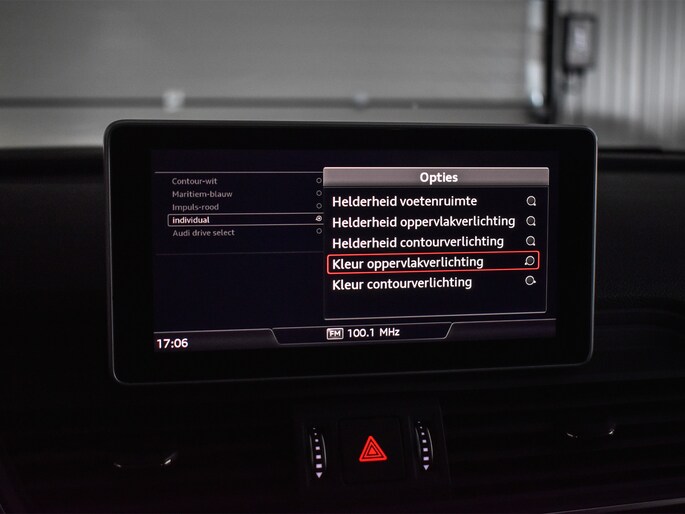 Contour-wit
Maritiem-blauw
Impuls-rood
individual
Audi drive select
Opties
Helderheid voetenruimte
Helderheid oppervlakverlichting
Helderheid contourverlichting
Kleur oppervlakverlichting
Kleur contourverlichting
17:06
FM 100.1 MHz